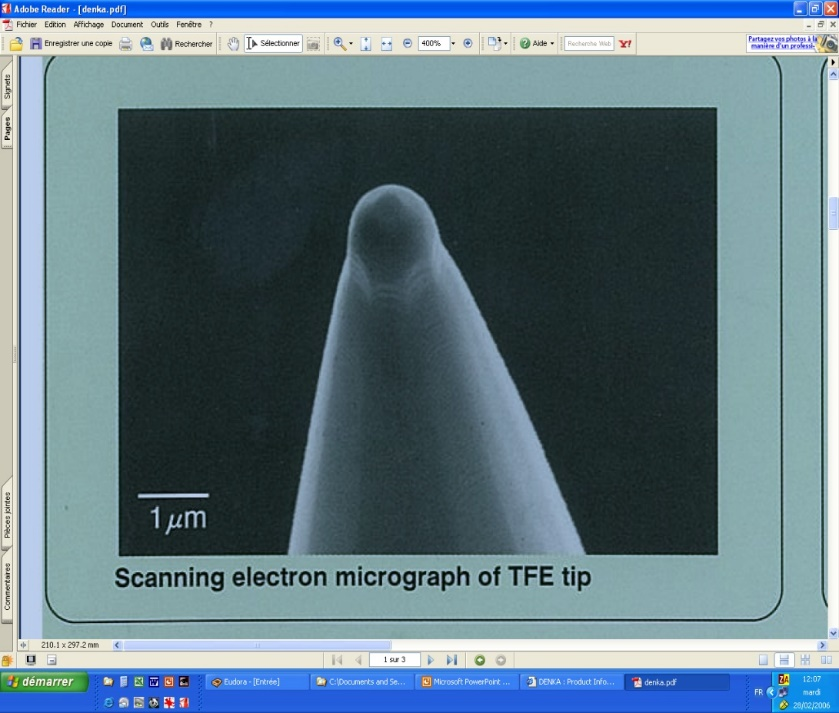 Adobe Reader - [denka.pdf]
Fichier Edition Affichage Document Outils Fenêtre ?
Enregistrer une copie Rechercher Sélectionner 400% Aide Recherche Web Y!
Partagez vos photos à la
manière d'un professi
Signets
Pages
Pièces jointes
Commentaires
1 μm
Scanning electron micrograph of TFE tip
210.1 x 297.2 mm
1 sur 3
démarrer
Eudora - [Entrée] C:\Documents and Se... Microsoft PowerPoint ... DENKA : Product Info... denka.pdf
FR
12:07
mardi
28/02/2006